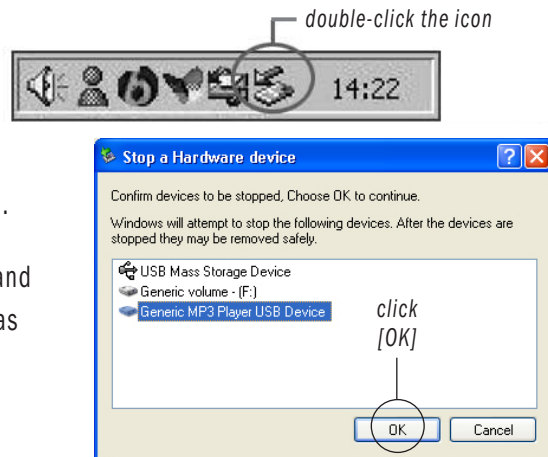 double-click the icon
14:22
Stop a Hardware device
Confirm devices to be stopped, Choose OK to continue.
Windows will attempt to stop the following devices. After the devices are
stopped they may be removed safely.
.
and
as
USB Mass Storage Device
Generic volume - (F:)
Generic MP3 Player USB Device
click
[OK]
OK
Cancel